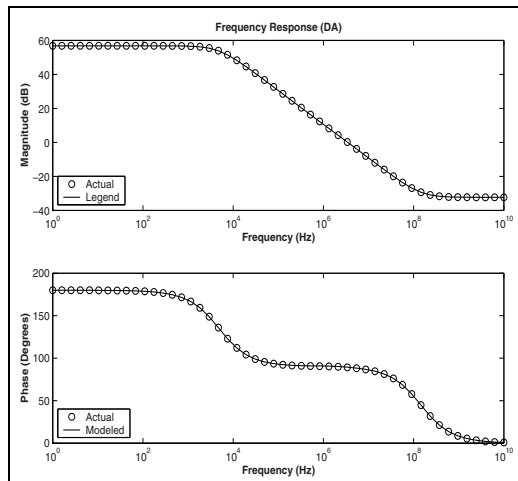 Frequency Response (DA)
60
40
20
0
−20
−40
Magnitude (dB)
Actual
Legend
10^0
10^2
10^4
10^6
10^8
10^10
Frequency (Hz)
200
150
100
50
0
Phase (Degrees)
Actual
Modeled
10^0
10^2
10^4
10^6
10^8
10^10
Frequency (Hz)